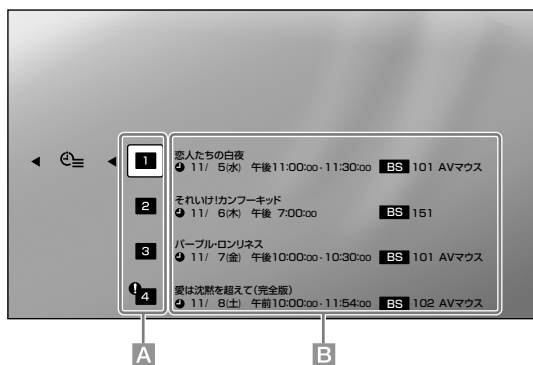 1
恋人たちの白夜
11/ 5(水) 午後11:00:00-11:30:00 BS 101 AVマウス
2
それいけ!カンフーキッド
11/ 6(木) 午後 7:00:00 BS 151
3
パープル・ロンリネス
11/ 7(金) 午後10:00:00-10:30:00 BS 101 AVマウス
! 4
愛は沈黙を超えて(完全版)
11/ 8(土) 午前10:00:00-11:54:00 BS 102 AVマウス
A B